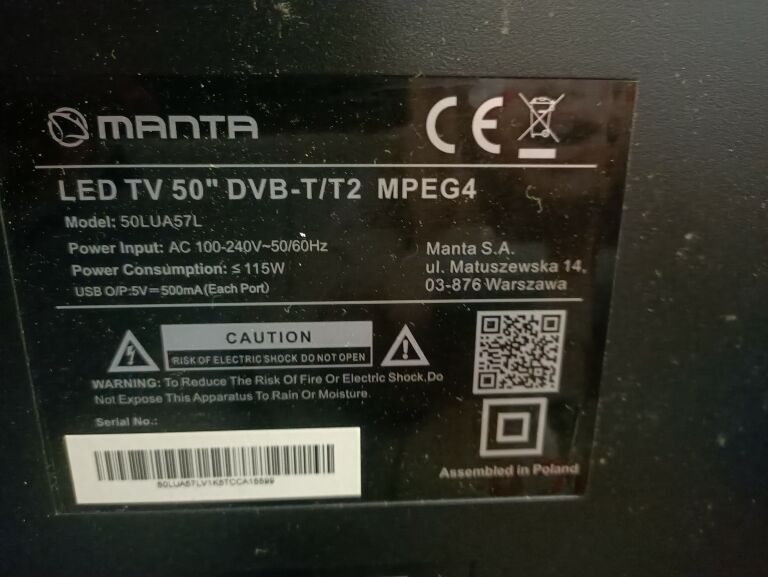 MANTA
CE
LED TV 50" DVB-T/T2 MPEG4
Model: 50LUA57L
Power Input: AC 100-240V~50/60Hz
Power Consumption: ≤115W
USB O/P:5V⎓500mA(Each Port)
Manta S.A.
ul. Matuszewska 14,
03-876 Warszawa
CAUTION
RISK OF ELECTRIC SHOCK DO NOT OPEN
WARNING: To Reduce The Risk Of Fire Or Electric Shock,Do
Not Expose This Apparatus To Rain Or Moisture.
Serial No.:
50LUA57LV1K5TCCA15599
Assembled in Poland